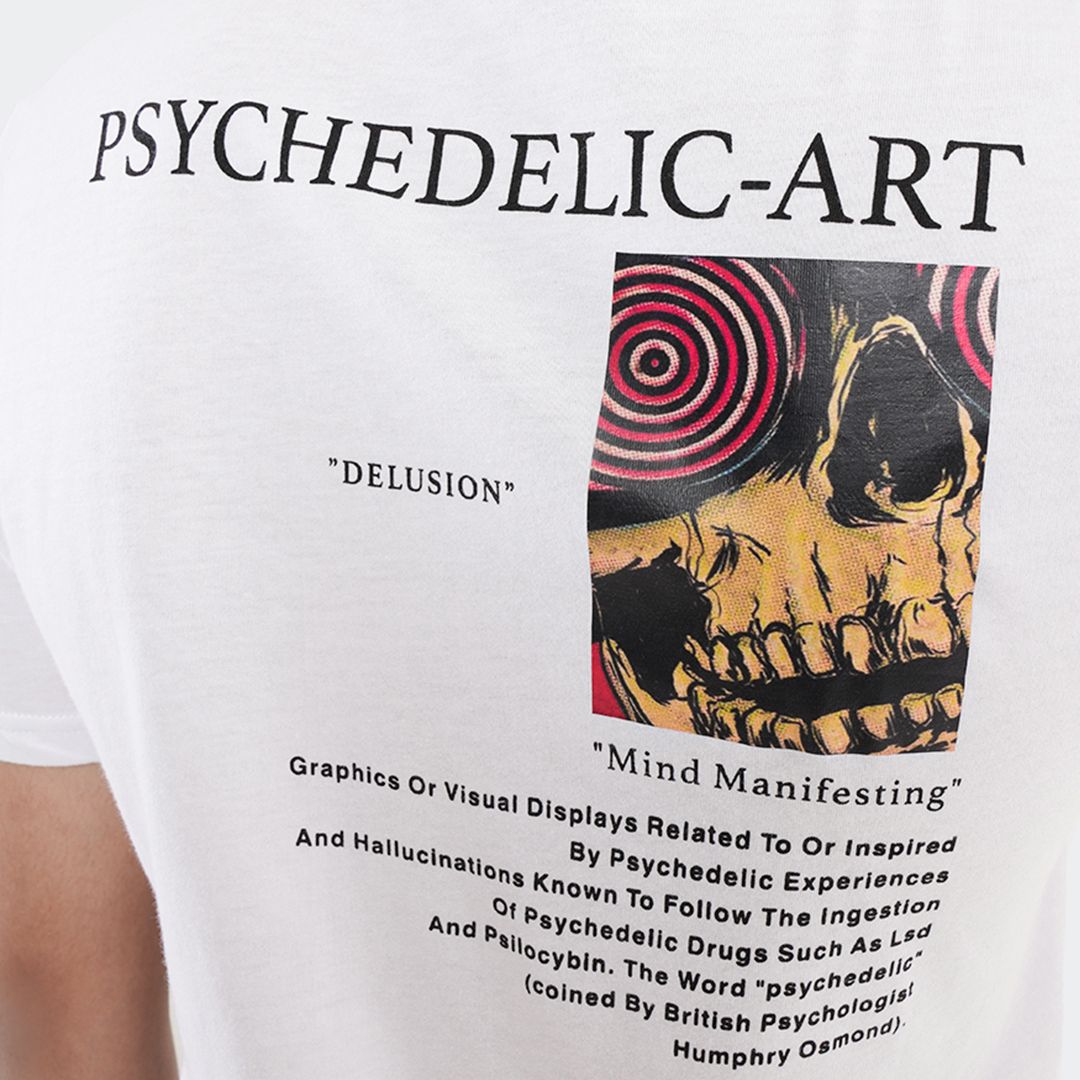 PSYCHEDELIC-ART
"DELUSION"
"Mind Manifesting"
Graphics Or Visual Displays Related To Or Inspired
By Psychedelic Experiences
And Hallucinations Known To Follow The Ingestion
Of Psychedelic Drugs Such As Lsd
And Psilocybin. The Word "psychedelic"
(coined By British Psychologist
Humphry Osmond).